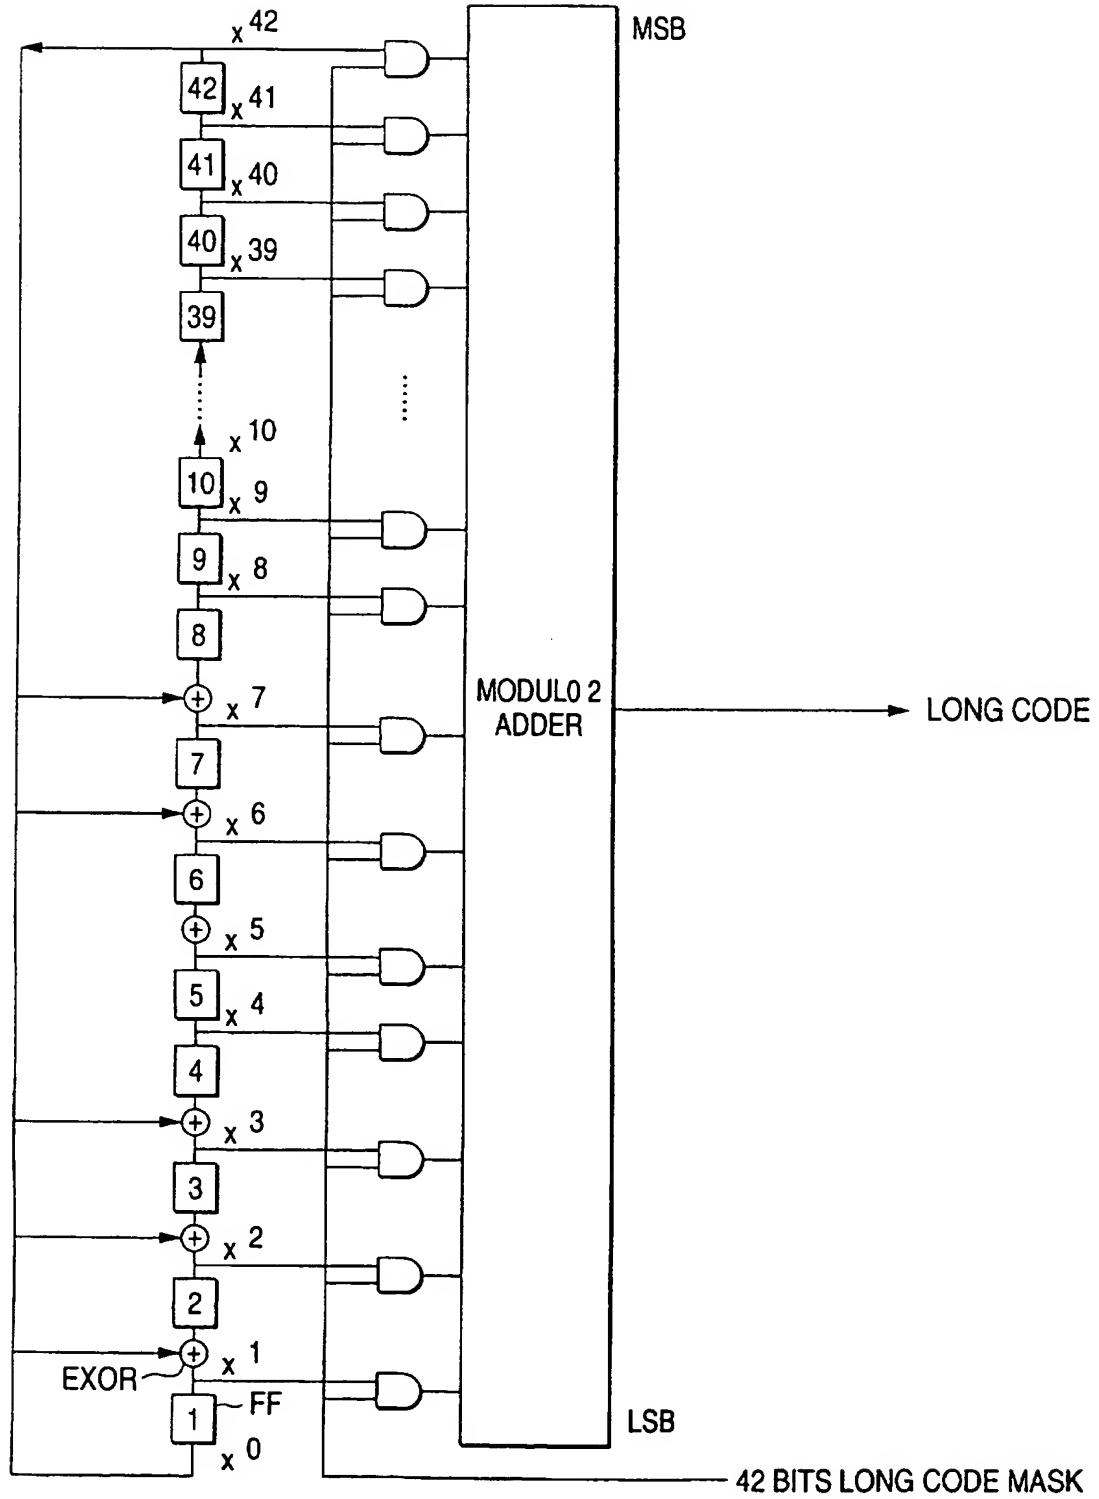 x 42
MSB
42
x 41
41
x 40
40
x 39
39
x 10
10
x 9
9
x 8
8
x 7
MODULO 2
ADDER
LONG CODE
7
x 6
6
x 5
5
x 4
4
x 3
3
x 2
2
x 1
EXOR
1
FF
LSB
x 0
42 BITS LONG CODE MASK